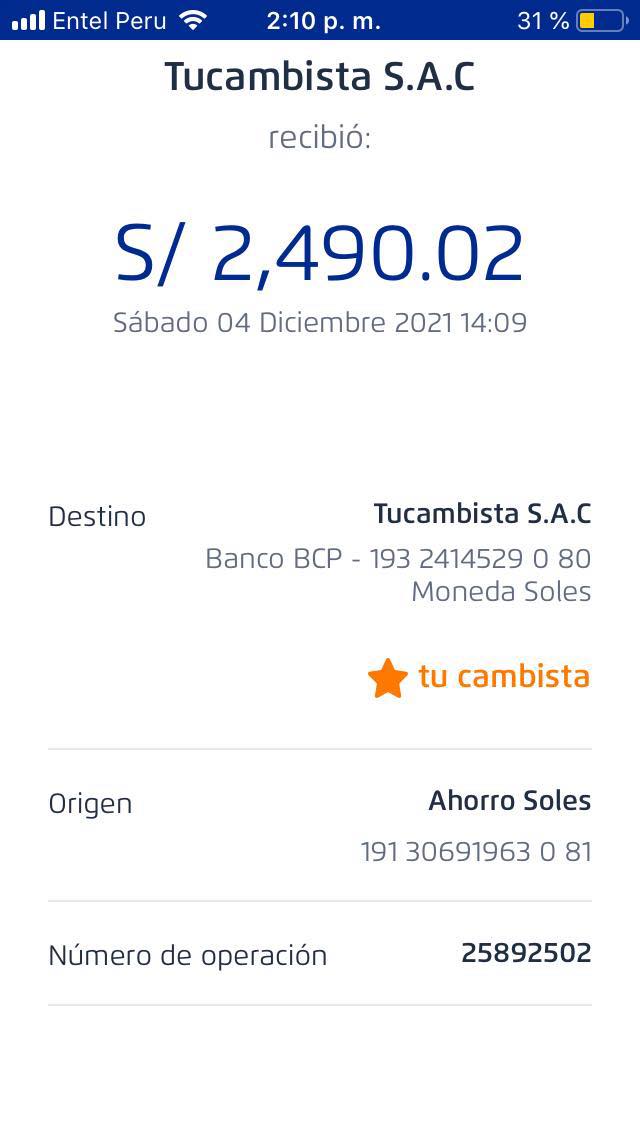 Entel Peru 2:10 p. m. 31 %
Tucambista S.A.C
recibió:
S/ 2,490.02
Sábado 04 Diciembre 2021 14:09
Destino Tucambista S.A.C
Banco BCP - 193 2414529 0 80
Moneda Soles
tu cambista
Origen Ahorro Soles
191 30691963 0 81
Número de operación 25892502